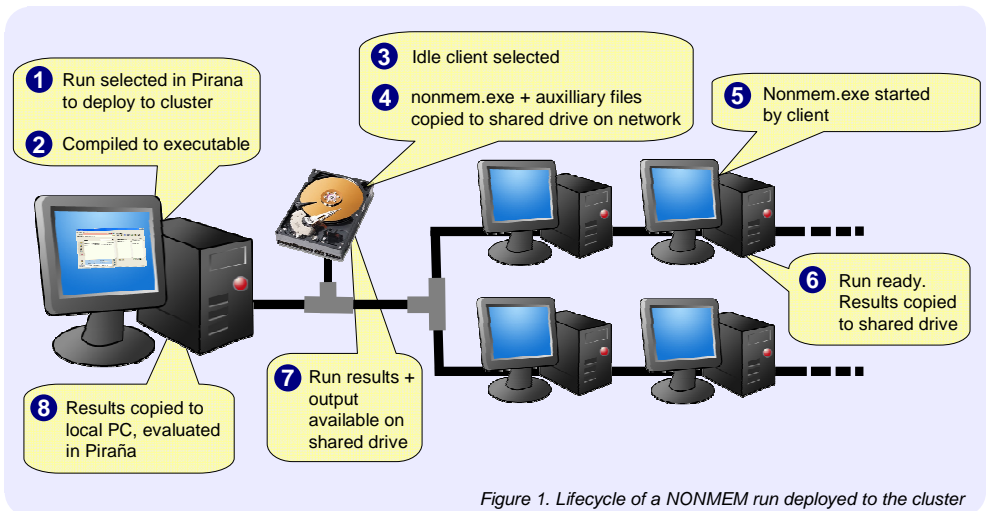 1 Run selected in Pirana
to deploy to cluster
2 Compiled to executable
3 Idle client selected
4 nonmem.exe + auxilliary files
copied to shared drive on network
5 Nonmem.exe started
by client
6 Run ready.
Results copied
to shared drive
7 Run results +
output
available on
shared drive
8 Results copied to
local PC, evaluated
in Piraña
Figure 1. Lifecycle of a NONMEM run deployed to the cluster